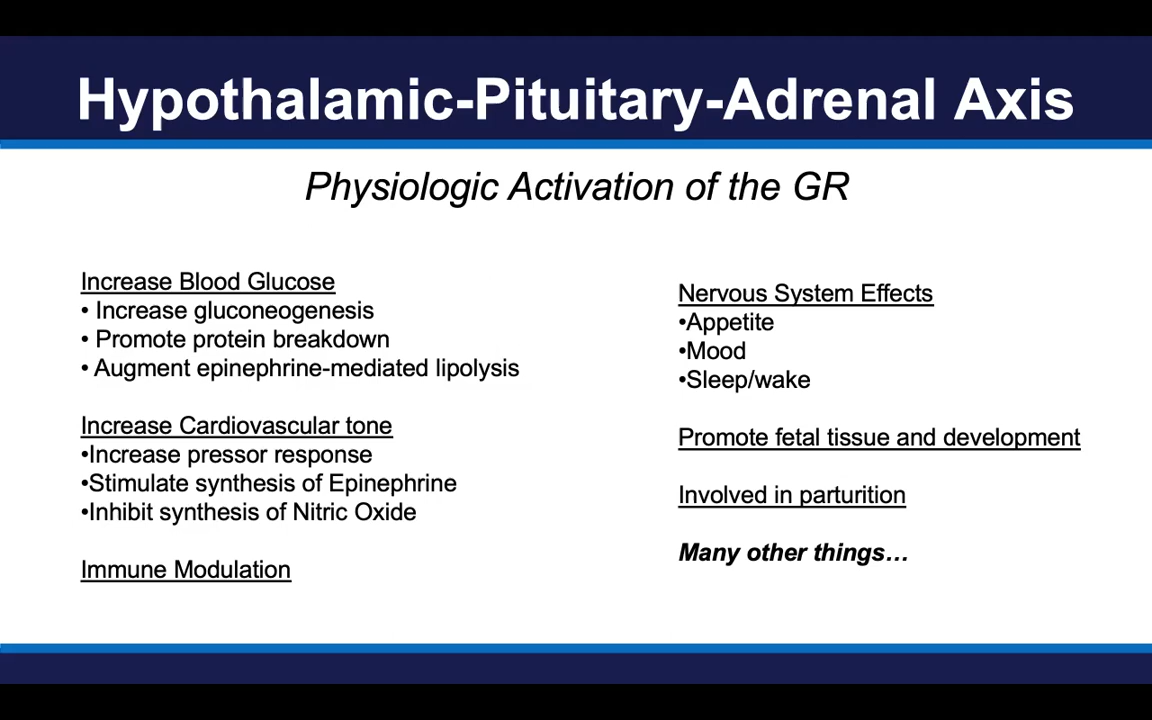 Hypothalamic-Pituitary-Adrenal Axis
Physiologic Activation of the GR
Increase Blood Glucose
• Increase gluconeogenesis
• Promote protein breakdown
• Augment epinephrine-mediated lipolysis
Increase Cardiovascular tone
•Increase pressor response
•Stimulate synthesis of Epinephrine
•Inhibit synthesis of Nitric Oxide
Immune Modulation
Nervous System Effects
•Appetite
•Mood
•Sleep/wake
Promote fetal tissue and development
Involved in parturition
Many other things…